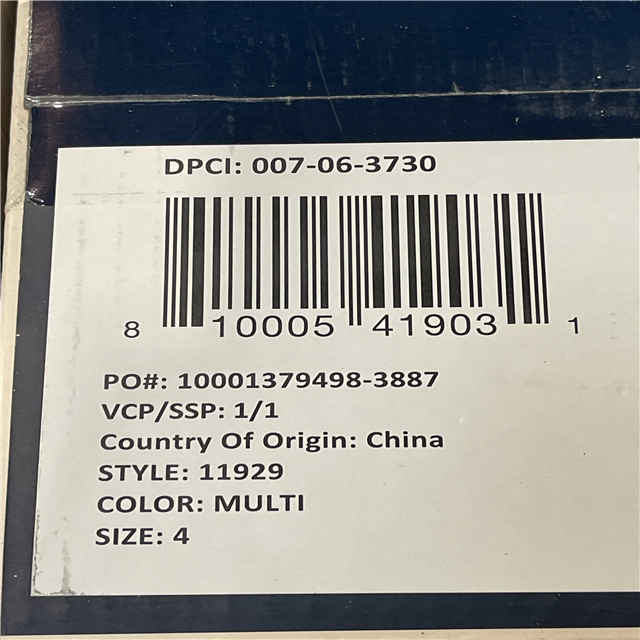 DPCI: 007-06-3730
8 10005 41903 1
PO#: 10001379498-3887
VCP/SSP: 1/1
Country Of Origin: China
STYLE: 11929
COLOR: MULTI
SIZE: 4